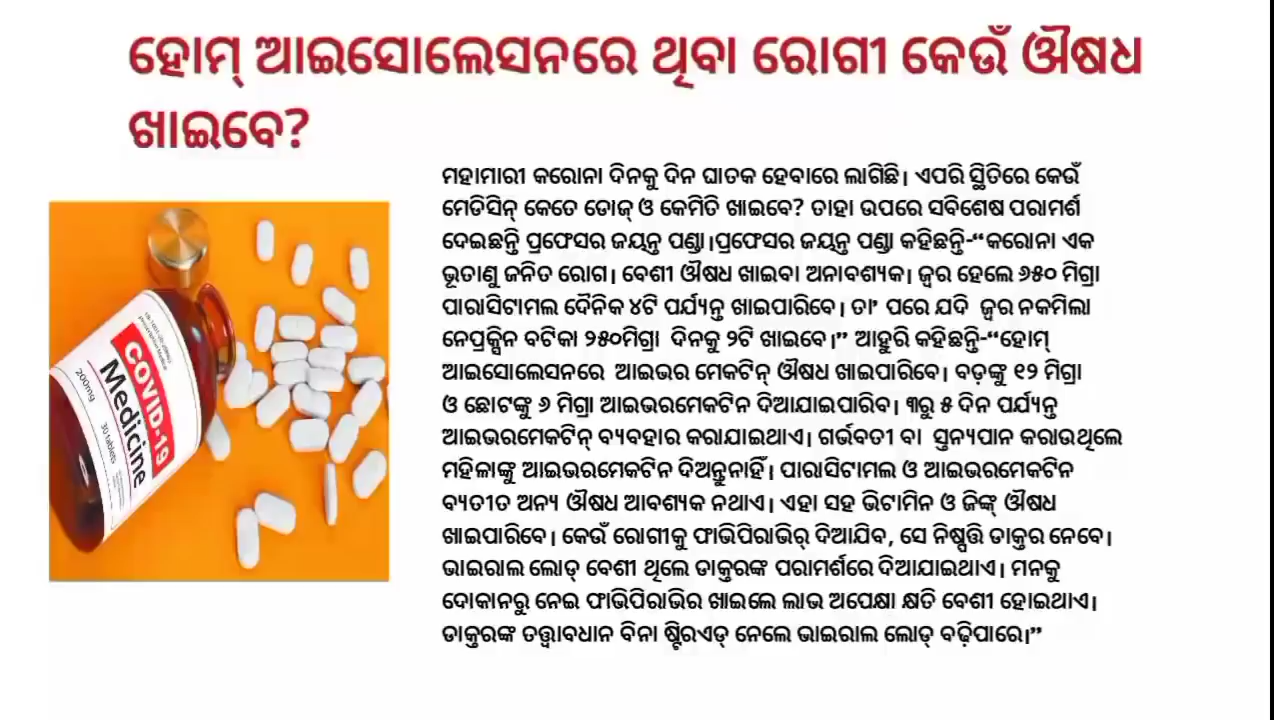 ହୋମ୍ ଆଇସୋଲେସନରେ ଥିବା ରୋଗୀ କେଉଁ ଔଷଧ
ଖାଇବେ?
ମହାମାରୀ କରୋନା ଦିନକୁ ଦିନ ଘାତକ ହେବାରେ ଲାଗିଛି। ଏପରି ସ୍ଥିତିରେ କେଉଁ
ମେଡିସିନ୍ କେତେ ଡୋଜ୍ ଓ କେମିତି ଖାଇବେ? ତାହା ଉପରେ ସବିଶେଷ ପରାମର୍ଶ
ଦେଇଛନ୍ତି ପ୍ରଫେସର ଜୟନ୍ତ ପଣ୍ଡା।ପ୍ରଫେସର ଜୟନ୍ତ ପଣ୍ଡା କହିଛନ୍ତି-“କରୋନା ଏକ
ଭୂତାଣୁ ଜନିତ ରୋଗ। ବେଶୀ ଔଷଧ ଖାଇବା ଅନାବଶ୍ୟକ। ଜ୍ୱର ହେଲେ ୬୫୦ ମିଗ୍ରା
ପାରାସିଟାମଲ ଦୈନିକ ୪ଟି ପର୍ଯ୍ୟନ୍ତ ଖାଇପାରିବେ। ତା’ ପରେ ଯଦି ଜ୍ୱର ନକମିଲା
ନେପ୍ରକ୍ସିନ ବଟିକା ୨୫୦ମିଗ୍ରା ଦିନକୁ ୨ଟି ଖାଇବେ।” ଆହୁରି କହିଛନ୍ତି-“ହୋମ୍
ଆଇସୋଲେସନରେ ଆଇଭର ମେକଟିନ୍ ଔଷଧ ଖାଇପାରିବେ। ବଡ଼ଙ୍କୁ ୧୨ ମିଗ୍ରା
ଓ ଛୋଟଙ୍କୁ ୬ ମିଗ୍ରା ଆଇଭରମେକଟିନ ଦିଆଯାଇପାରିବ। ୩ରୁ ୫ ଦିନ ପର୍ଯ୍ୟନ୍ତ
ଆଇଭରମେକଟିନ୍ ବ୍ୟବହାର କରାଯାଇଥାଏ। ଗର୍ଭବତୀ ବା ସ୍ତନ୍ୟପାନ କରାଉଥିଲେ
ମହିଳାଙ୍କୁ ଆଇଭରମେକଟିନ ଦିଅନ୍ତୁନାହିଁ। ପାରାସିଟାମଲ ଓ ଆଇଭରମେକଟିନ
ବ୍ୟତୀତ ଅନ୍ୟ ଔଷଧ ଆବଶ୍ୟକ ନଥାଏ। ଏହା ସହ ଭିଟାମିନ ଓ ଜିଙ୍କ୍ ଔଷଧ
ଖାଇପାରିବେ। କେଉଁ ରୋଗୀକୁ ଫାଭିପିରାଭିର୍ ଦିଆଯିବ, ସେ ନିଷ୍ପତ୍ତି ଡାକ୍ତର ନେବେ।
ଭାଇରାଲ ଲୋଡ୍ ବେଶୀ ଥିଲେ ଡାକ୍ତରଙ୍କ ପରାମର୍ଶରେ ଦିଆଯାଇଥାଏ। ମନକୁ
ଦୋକାନରୁ ନେଇ ଫାଭିପିରାଭିର ଖାଇଲେ ଲାଭ ଅପେକ୍ଷା କ୍ଷତି ବେଶୀ ହୋଇଥାଏ।
ଡାକ୍ତରଙ୍କ ତତ୍ତ୍ୱାବଧାନ ବିନା ଷ୍ଟିରଏଡ୍ ନେଲେ ଭାଇରାଲ ଲୋଡ୍ ବଢ଼ିପାରେ।”
COVID-19
Medicine
200mg
30 tablets